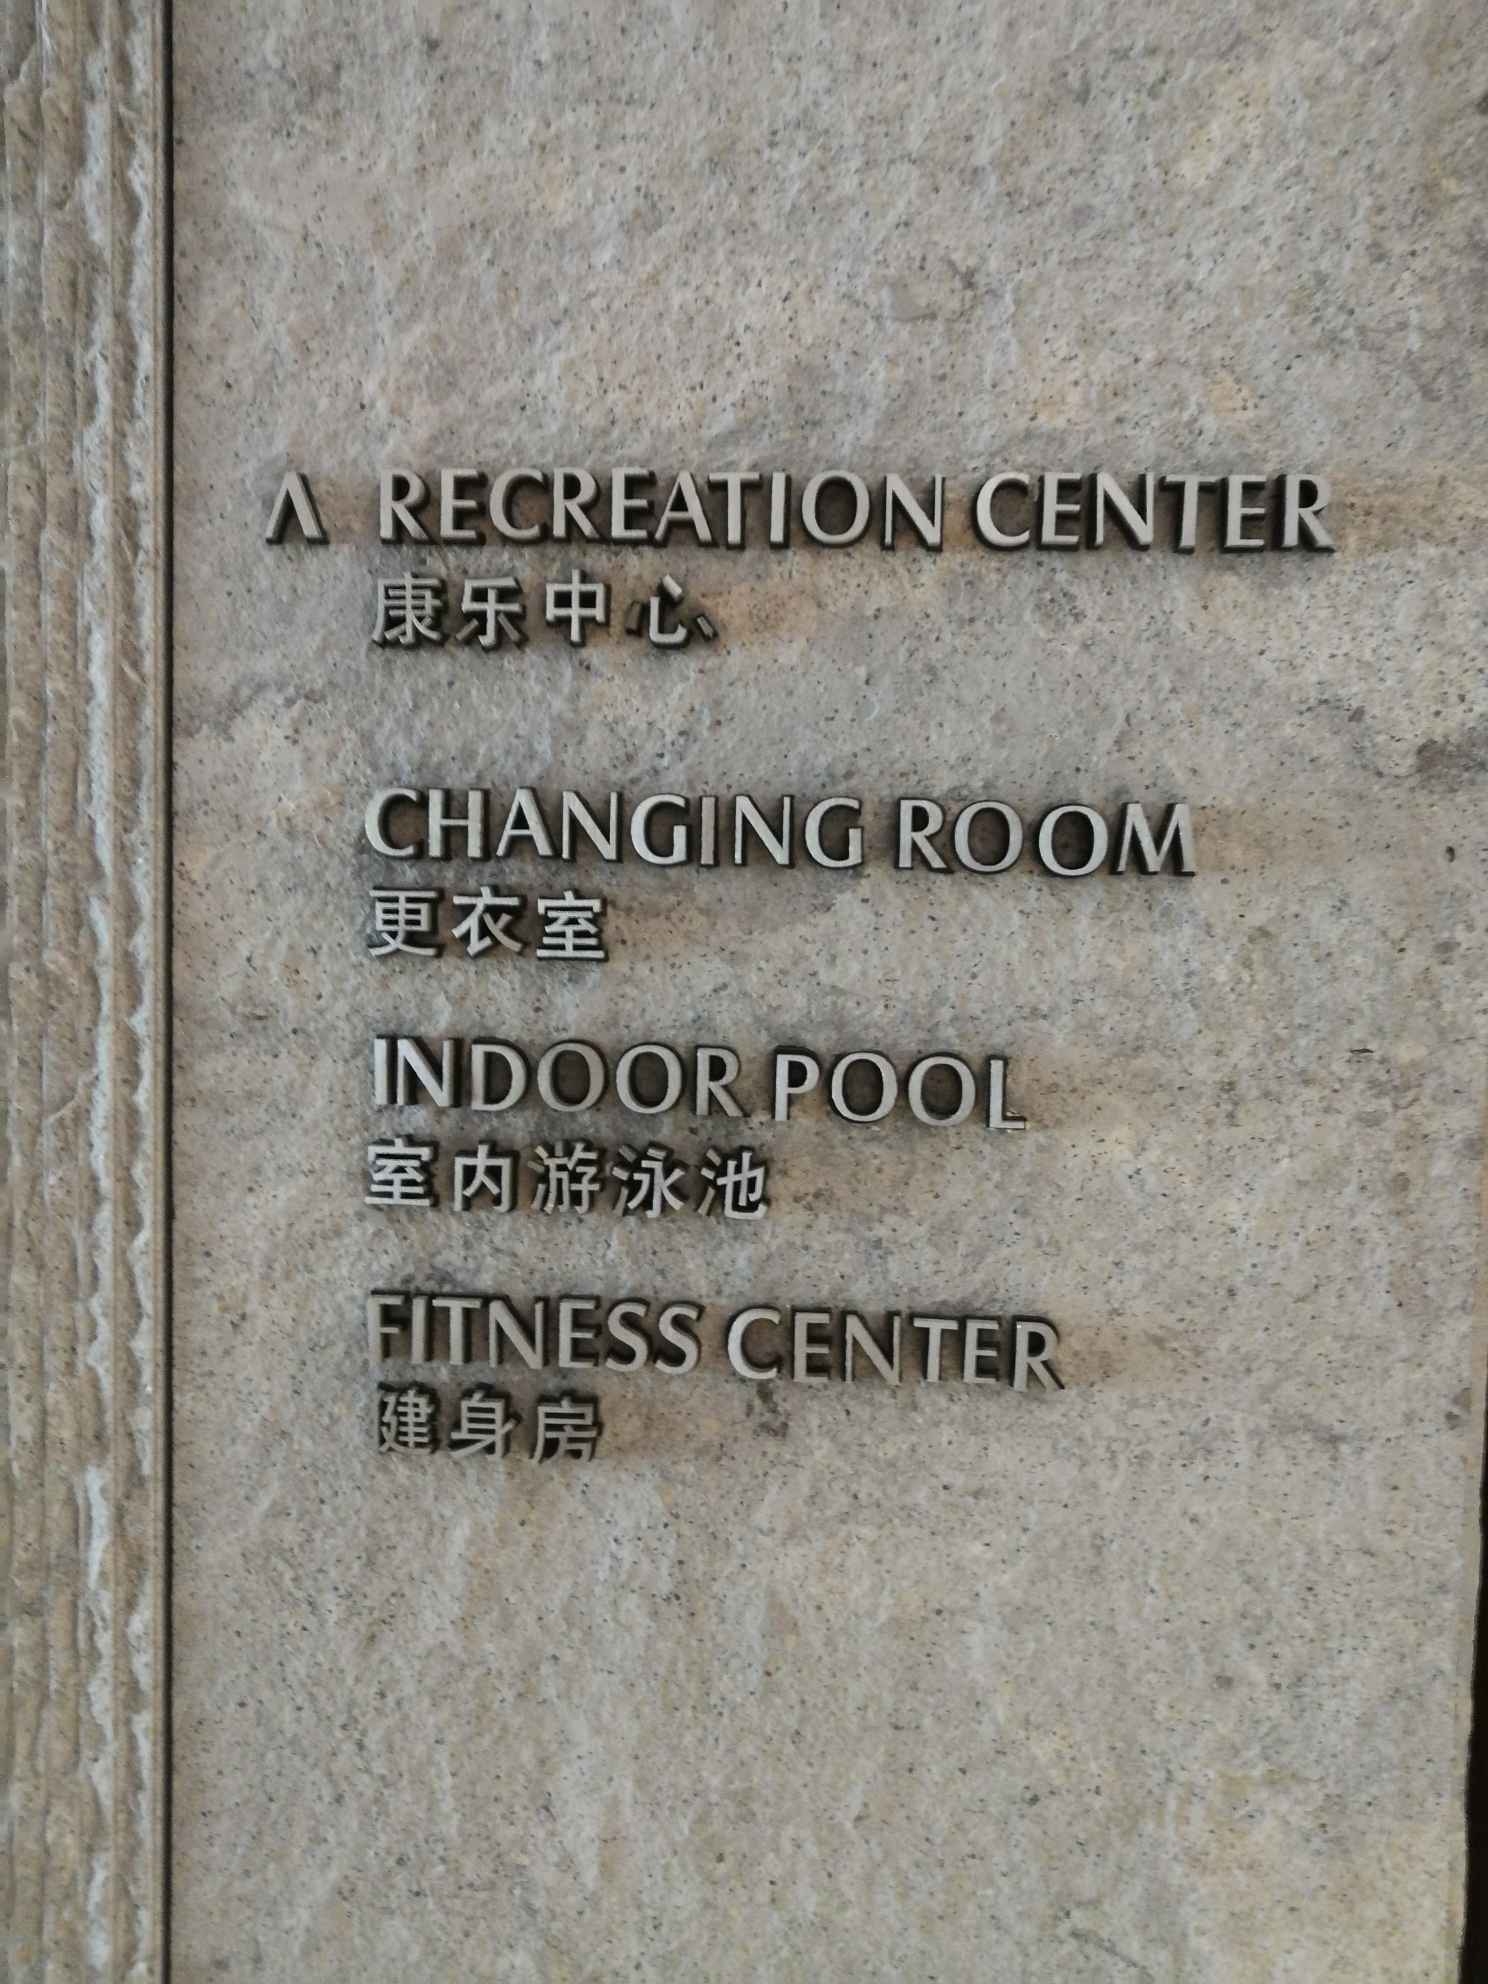 ∧ RECREATION CENTER
康乐中心
CHANGING ROOM
更衣室
INDOOR POOL
室内游泳池
FITNESS CENTER
建身房